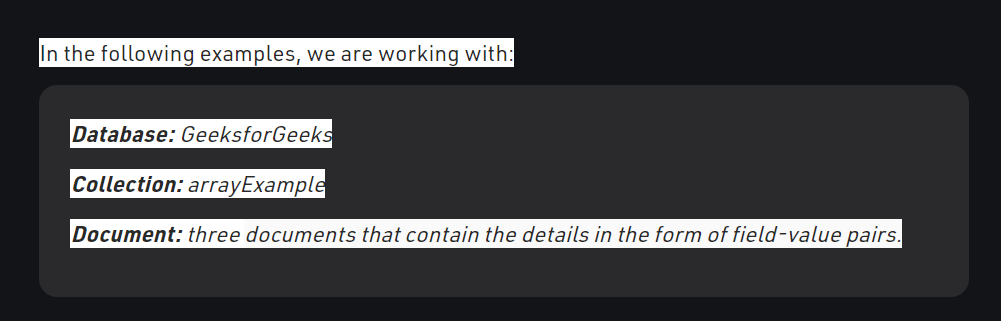 In the following examples, we are working with:
Database: GeeksforGeeks
Collection: arrayExample
Document: three documents that contain the details in the form of field-value pairs.